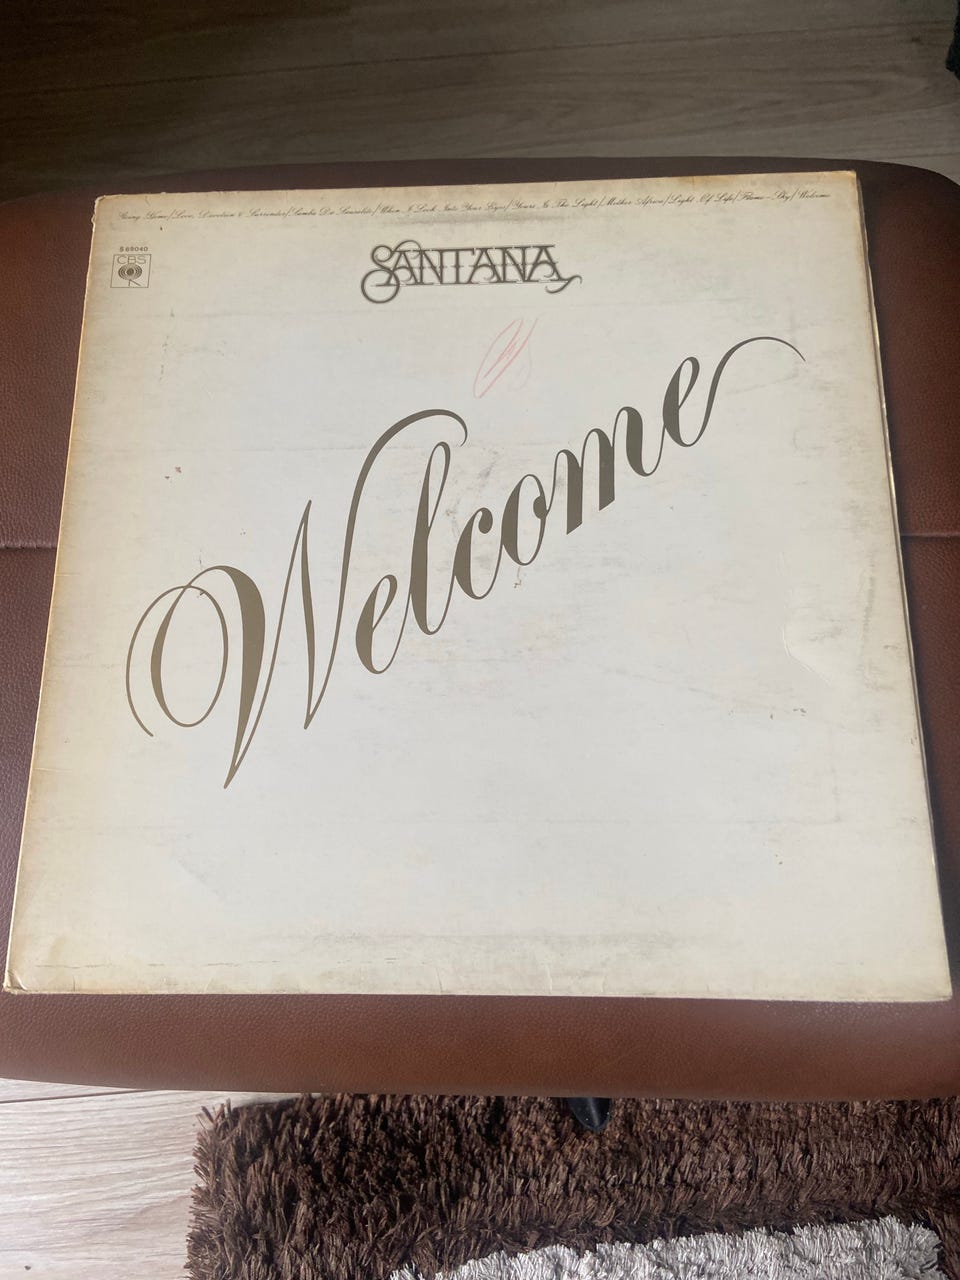 Going Home/Love, Devotion & Surrender/Samba De Sausalito/When I Look Into Your Eyes/Yours Is The Light/Mother Africa/Light Of Life/Flame-Sky/Welcome
S 69040
CBS
SANTANA
Welcome